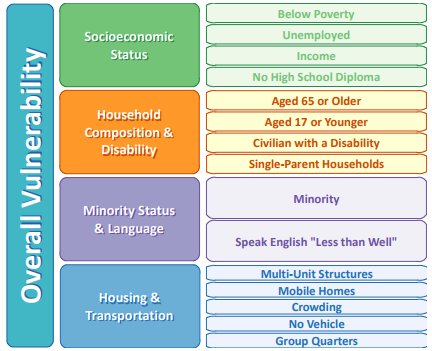 Overall Vulnerability
Socioeconomic
Status
Below Poverty
Unemployed
Income
No High School Diploma
Household
Composition &
Disability
Aged 65 or Older
Aged 17 or Younger
Civilian with a Disability
Single-Parent Households
Minority Status
& Language
Minority
Speak English "Less than Well"
Housing &
Transportation
Multi-Unit Structures
Mobile Homes
Crowding
No Vehicle
Group Quarters